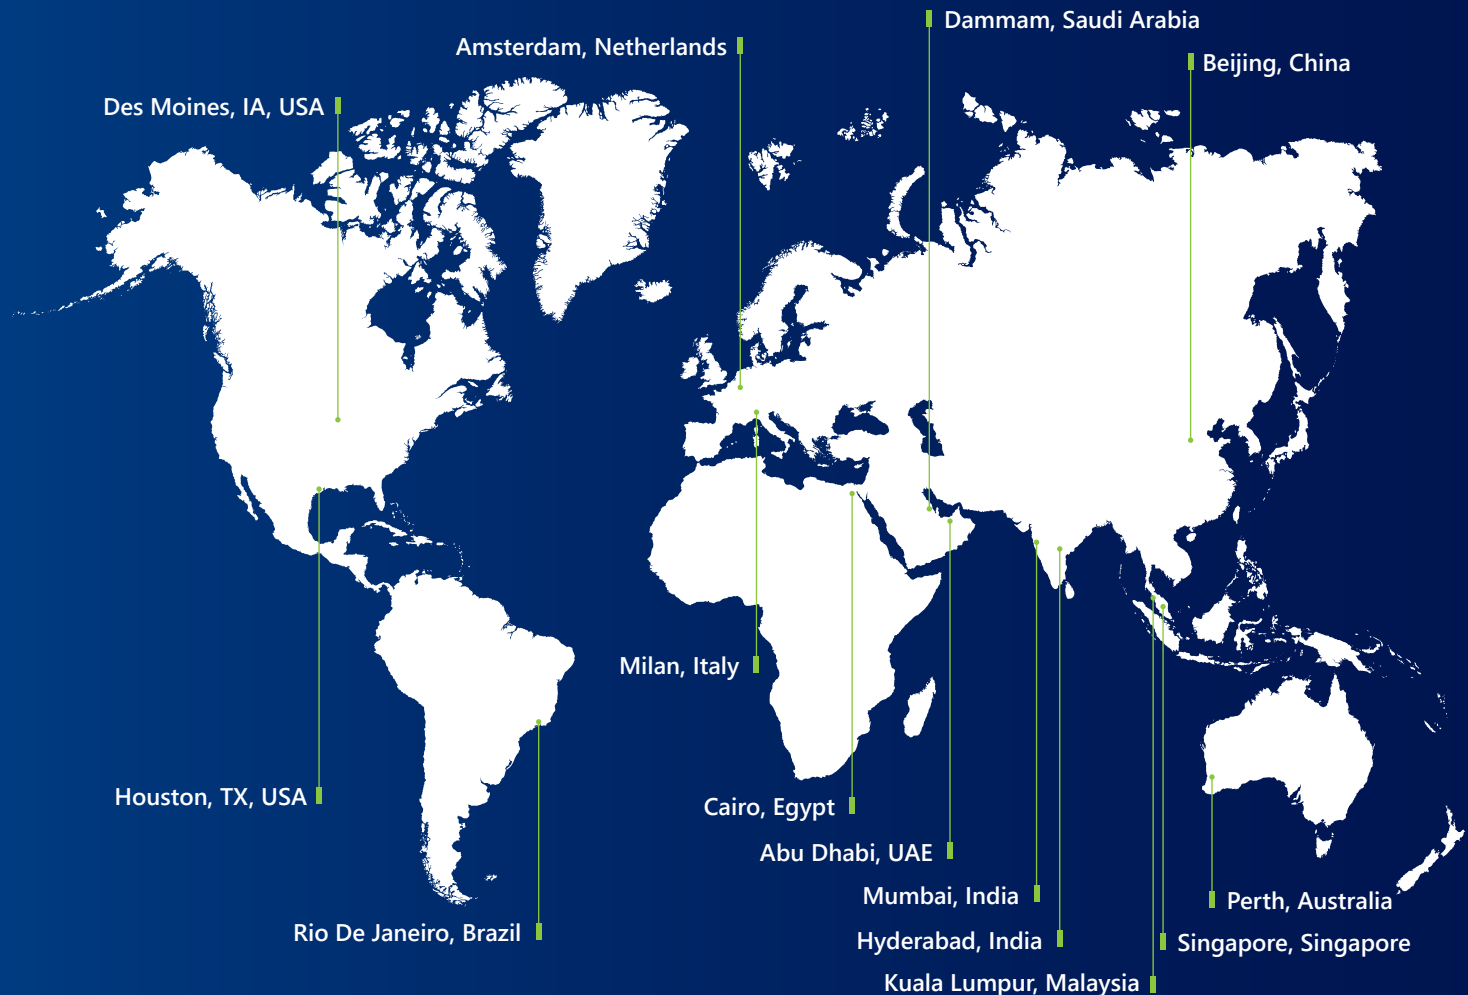 Dammam, Saudi Arabia
Amsterdam, Netherlands
Beijing, China
Des Moines, IA, USA
Milan, Italy
Houston, TX, USA
Cairo, Egypt
Abu Dhabi, UAE
Mumbai, India
Perth, Australia
Rio De Janeiro, Brazil
Hyderabad, India
Singapore, Singapore
Kuala Lumpur, Malaysia